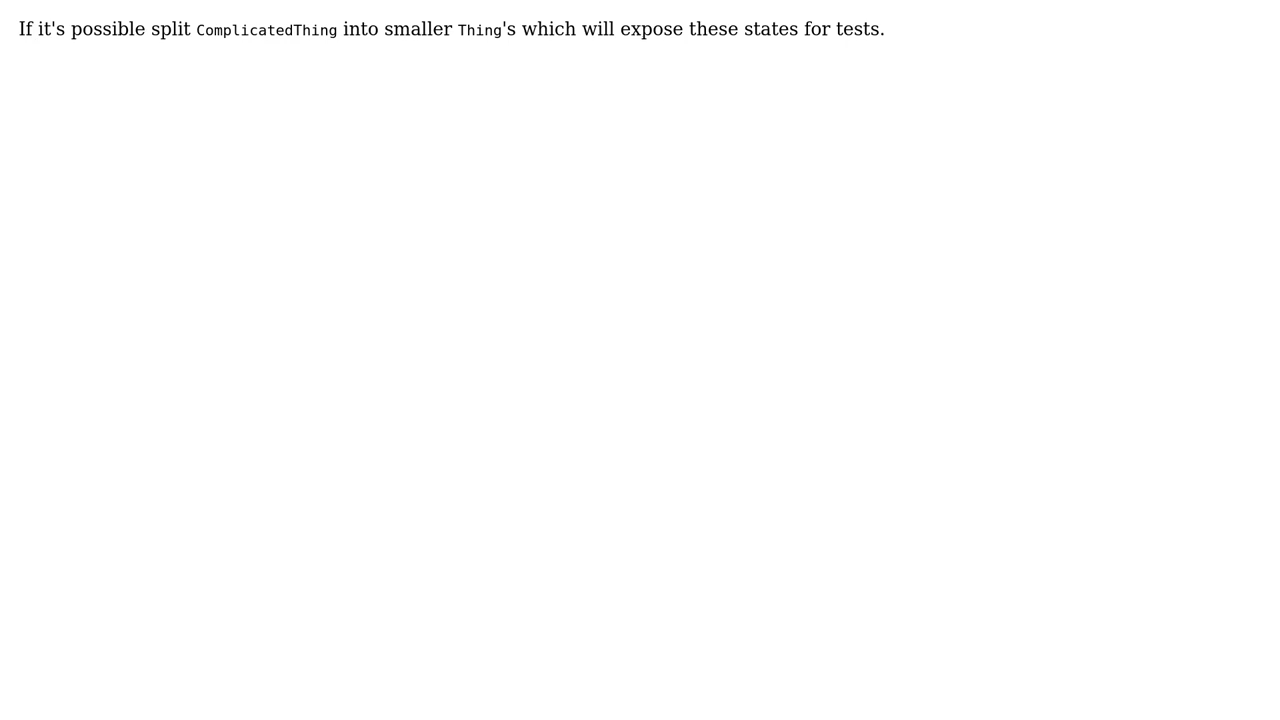 If it's possible split ComplicatedThing into smaller Thing's which will expose these states for tests.